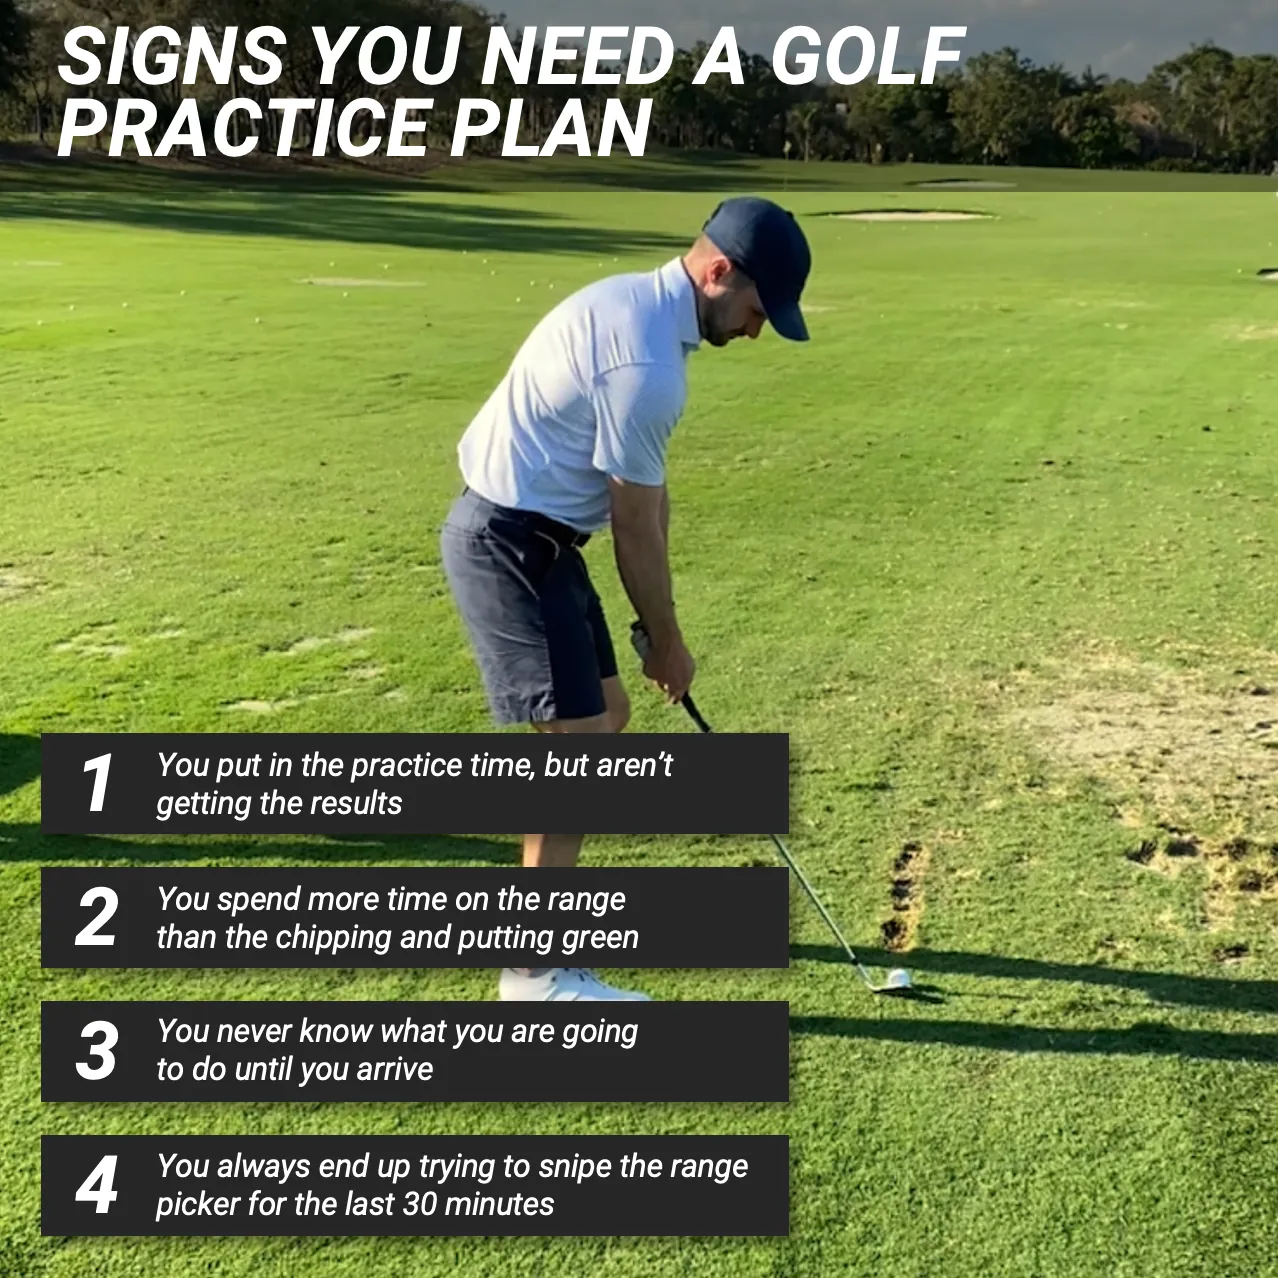 SIGNS YOU NEED A GOLF
PRACTICE PLAN
1
You put in the practice time, but aren’t
getting the results
2
You spend more time on the range
than the chipping and putting green
3
You never know what you are going
to do until you arrive
4
You always end up trying to snipe the range
picker for the last 30 minutes